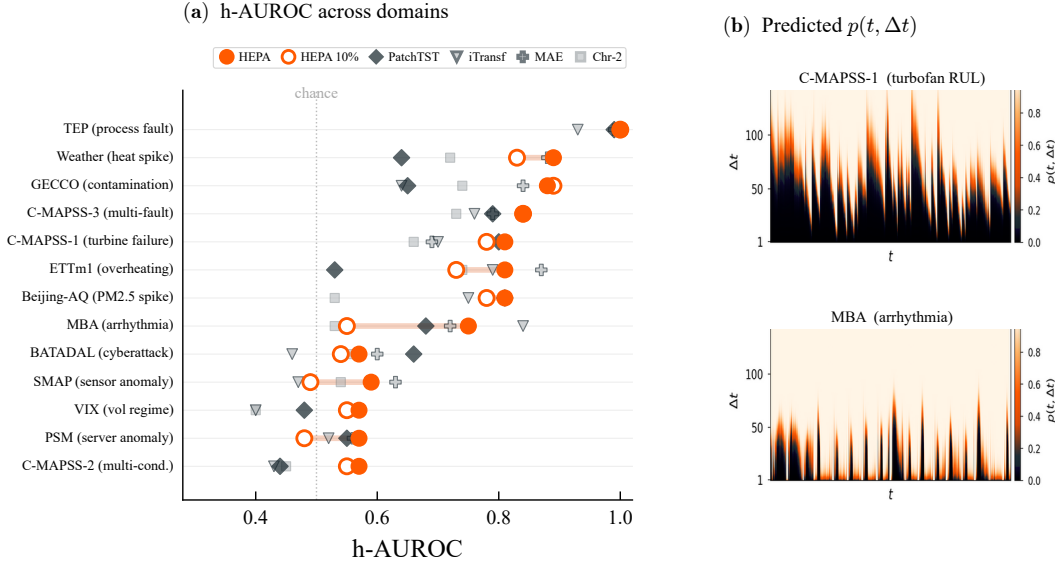 (a) h-AUROC across domains
HEPA HEPA 10% PatchTST iTransf MAE Chr-2
chance
TEP (process fault)
Weather (heat spike)
GECCO (contamination)
C-MAPSS-3 (multi-fault)
C-MAPSS-1 (turbine failure)
ETTm1 (overheating)
Beijing-AQ (PM2.5 spike)
MBA (arrhythmia)
BATADAL (cyberattack)
SMAP (sensor anomaly)
VIX (vol regime)
PSM (server anomaly)
C-MAPSS-2 (multi-cond.)
0.4 0.6 0.8 1.0
h-AUROC
(b) Predicted p(t, Δt)
C-MAPSS-1 (turbofan RUL)
Δt
100
50
1
t
0.8
0.6
0.4
0.2
0.0
p(t, Δt)
MBA (arrhythmia)
Δt
100
50
1
t
0.8
0.6
0.4
0.2
0.0
p(t, Δt)